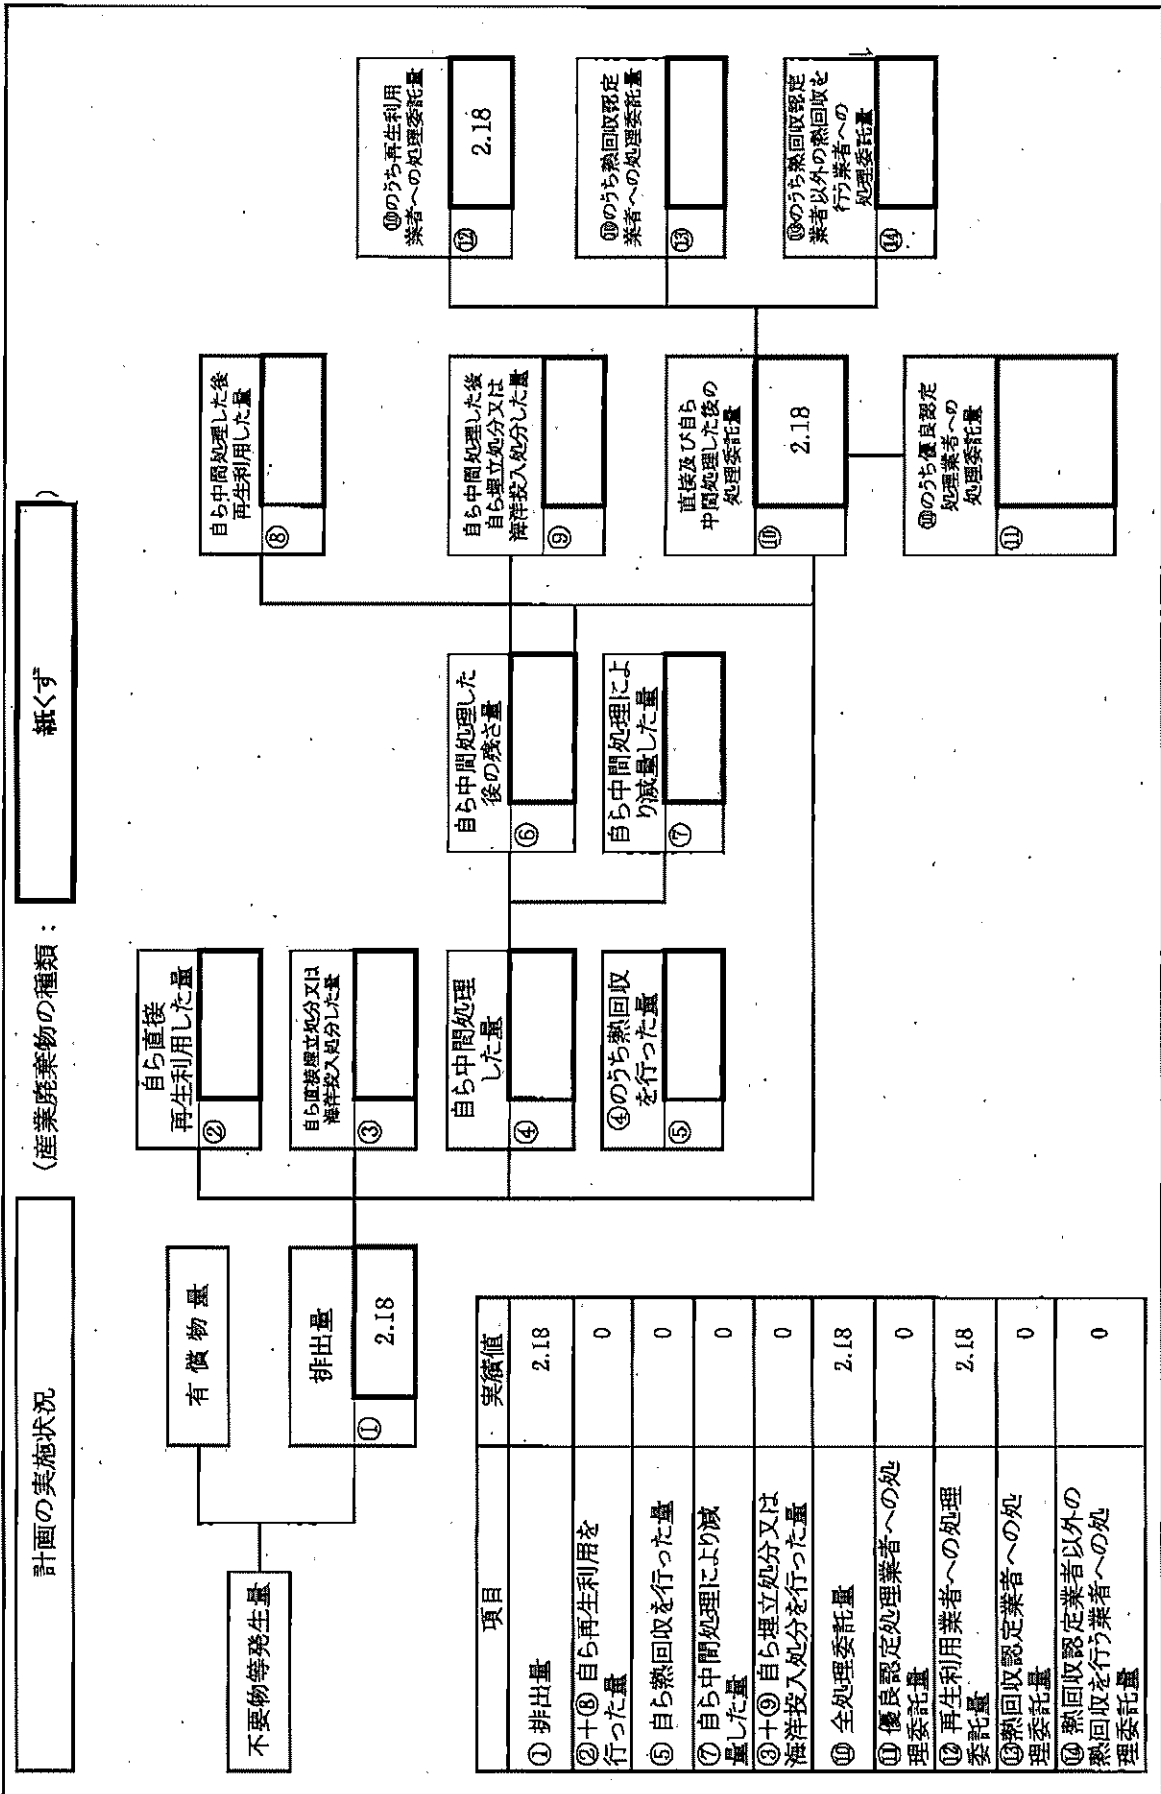 計画の実施状況
（産業廃棄物の種類：
紙くず
）
不要物等発生量
有償物量
排出量
①
2.18
自ら直接
再生利用した量
②
自ら直接埋立処分又は
海洋投入処分した量
③
自ら中間処理
した量
④
④のうち熱回収
を行った量
⑤
自ら中間処理した
後の残さ量
⑥
自ら中間処理によ
り減量した量
⑦
自ら中間処理した後
再生利用した量
⑧
自ら中間処理した後
自ら埋立処分又は
海洋投入処分した量
⑨
直接及び自ら
中間処理した後の
処理委託量
⑩
2.18
⑩のうち優良認定
処理業者への
処理委託量
⑪
⑩のうち再生利用
業者への処理委託量
⑫
2.18
⑩のうち熱回収認定
業者への処理委託量
⑬
⑩のうち熱回収認定
業者以外の熱回収を
行う業者への
処理委託量
⑭
項目 実績値
①排出量 2.18
②+⑧ 自ら再生利用を
行った量 0
⑤ 自ら熱回収を行った量 0
⑦ 自ら中間処理により減
量した量 0
③+⑨ 自ら埋立処分又は
海洋投入処分を行った量 0
⑩ 全処理委託量 2.18
⑪ 優良認定処理業者への処
理委託量 0
⑫ 再生利用業者への処理
委託量 2.18
⑬熱回収認定業者への処
理委託量 0
⑭ 熱回収認定業者以外の
熱回収を行う業者への処
理委託量 0